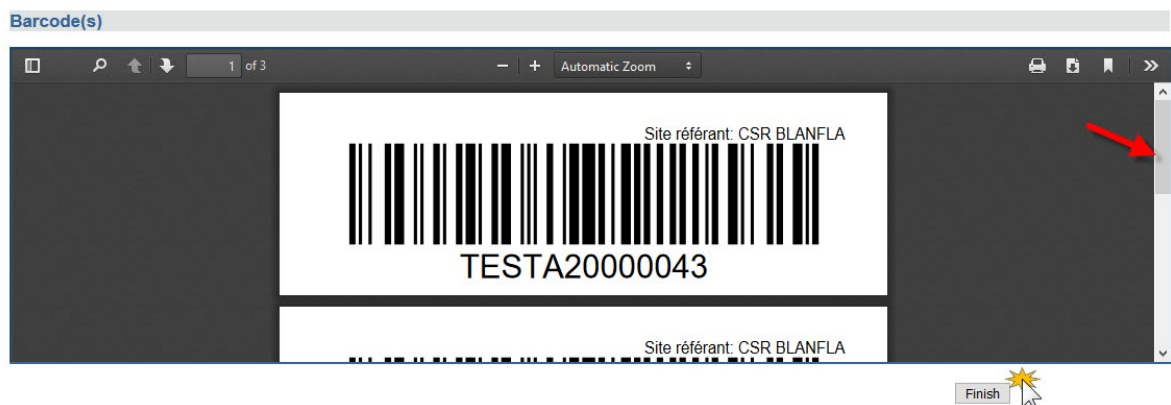 Barcode(s)
1 of 3
Automatic Zoom
Site référant: CSR BLANFLA
TESTA20000043
Site référant: CSR BLANFLA
Finish